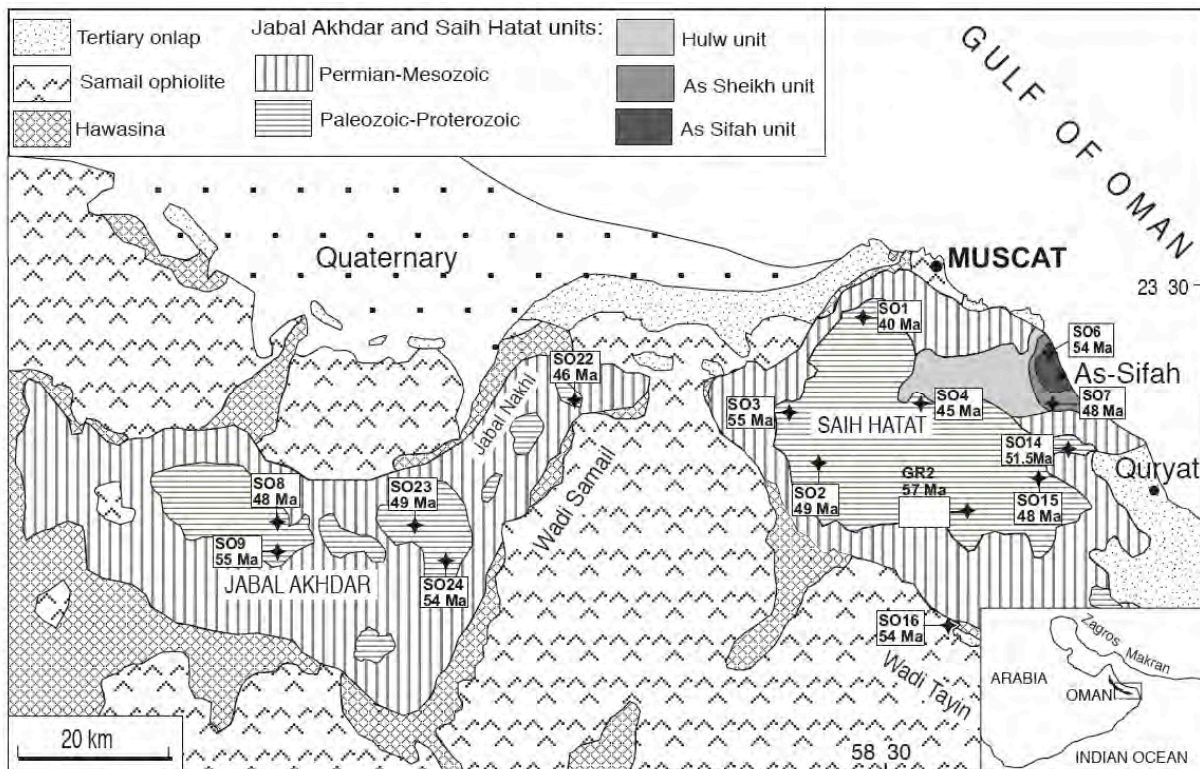 Tertiary onlap
Samail ophiolite
Hawasina
Jabal Akhdar and Saih Hatat units:
Permian-Mesozoic
Paleozoic-Proterozoic
Hulw unit
As Sheikh unit
As Sifah unit
GULF OF OMAN
Quaternary
MUSCAT
23 30
SO1
40 Ma
SO6
54 Ma
As-Sifah
SO22
46 Ma
Jabal Nakhl
SO3
55 Ma
SO4
45 Ma
SO7
48 Ma
SAIH HATAT
SO14
51.5Ma
Quryat
SO8
48 Ma
SO23
49 Ma
Wadi Samail
SO2
49 Ma
GR2
57 Ma
SO15
48 Ma
SO9
55 Ma
JABAL AKHDAR
SO24
54 Ma
SO16
54 Ma
Wadi Tayin
Zagros
Makran
ARABIA
OMAN
INDIAN OCEAN
20 km
58 30